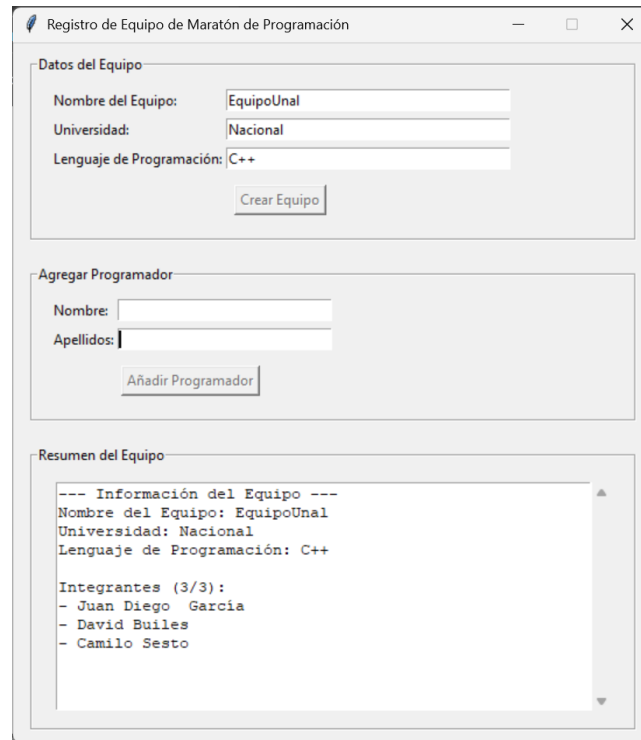 Registro de Equipo de Maratón de Programación
Datos del Equipo
Nombre del Equipo: EquipoUnal
Universidad: Nacional
Lenguaje de Programación: C++
Crear Equipo
Agregar Programador
Nombre:
Apellidos:
Añadir Programador
Resumen del Equipo
--- Información del Equipo ---
Nombre del Equipo: EquipoUnal
Universidad: Nacional
Lenguaje de Programación: C++
Integrantes (3/3):
- Juan Diego  García
- David Builes
- Camilo Sesto